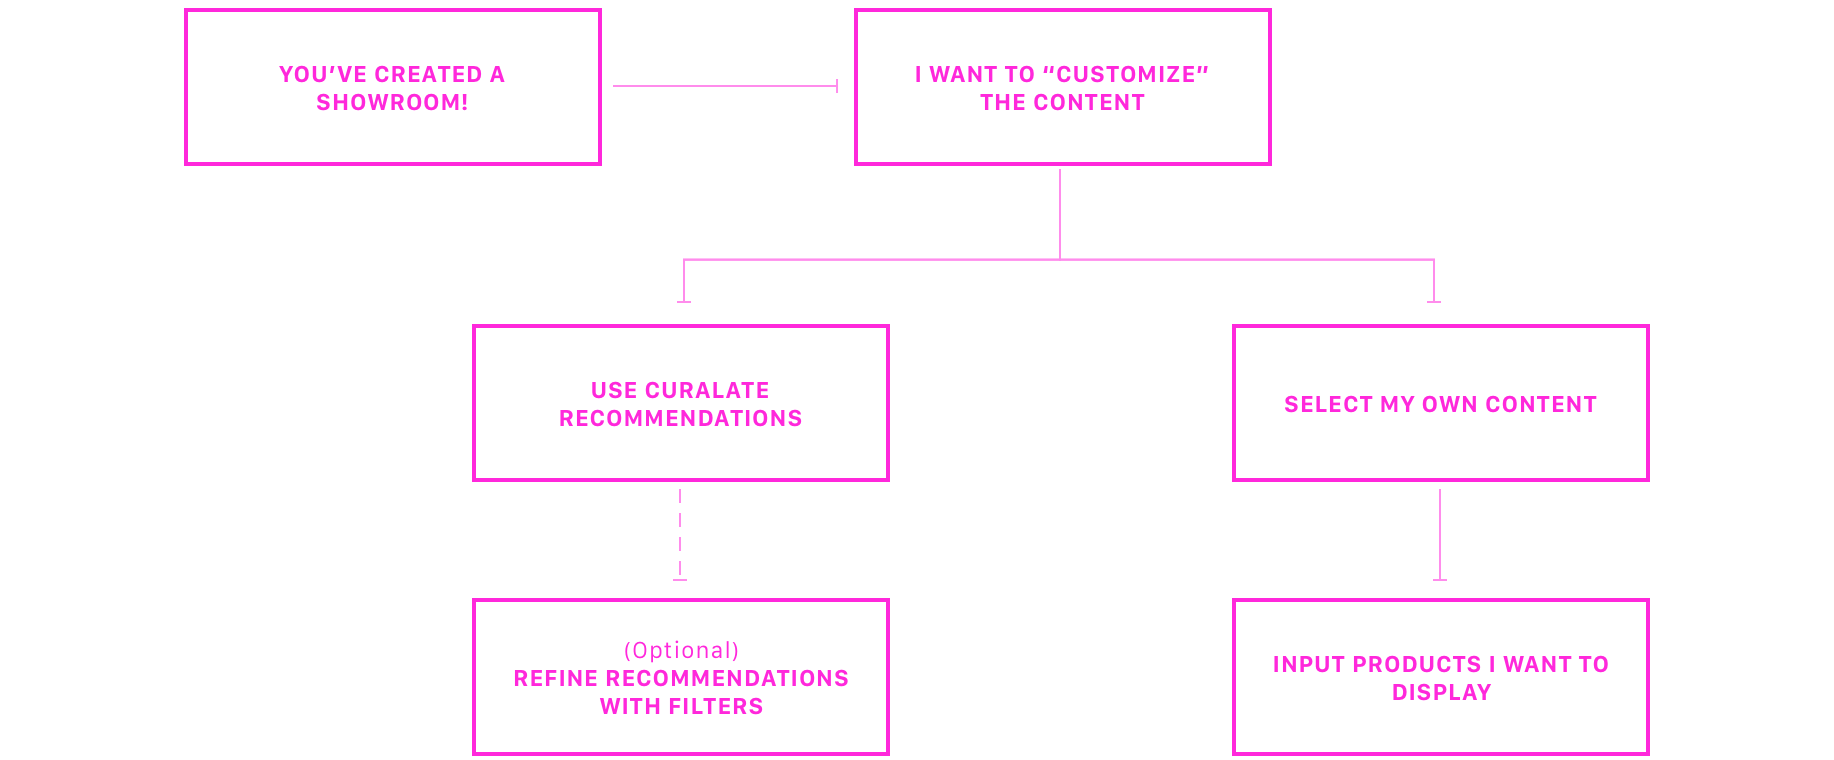 YOU’VE CREATED A
SHOWROOM!
I WANT TO “CUSTOMIZE”
THE CONTENT
USE CURALATE
RECOMMENDATIONS
SELECT MY OWN CONTENT
(Optional)
REFINE RECOMMENDATIONS
WITH FILTERS
INPUT PRODUCTS I WANT TO
DISPLAY